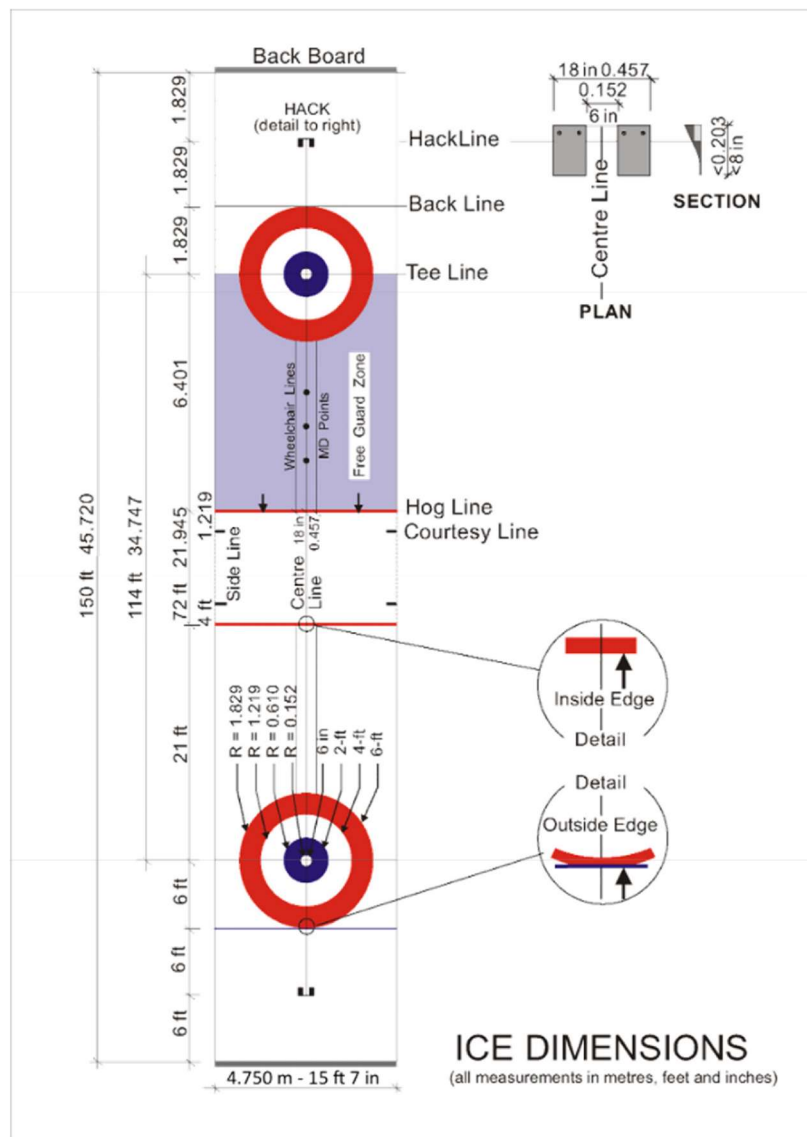 Back Board
18 in 0.457
0.152
6 in
HACK
(detail to right)
HackLine
<0.203
<8 in
Centre Line
SECTION
PLAN
Back Line
Tee Line
1.829
1.829
1.829
6.401
Wheelchair Lines
MD Points
Free Guard Zone
Hog Line
Courtesy Line
1.219
150 ft 45.720
114 ft 34.747
72 ft 21.945
4 ft
Side Line
Centre 18 in
Line 0.457
Inside Edge
Detail
21 ft
R = 1.829
R = 1.219
R = 0.610
R = 0.152
6 in
2-ft
4-ft
6-ft
Detail
Outside Edge
6 ft
6 ft
6 ft
4.750 m - 15 ft 7 in
ICE DIMENSIONS
(all measurements in metres, feet and inches)